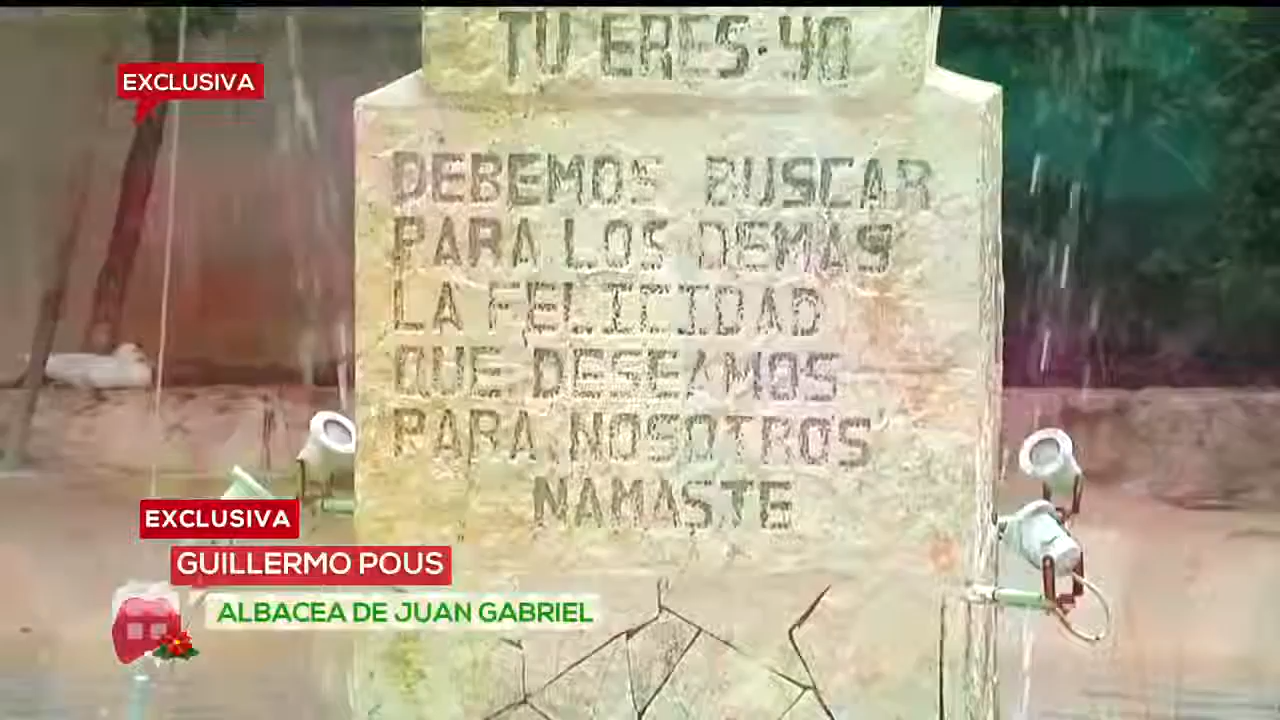 TU ERES·YO
EXCLUSIVA
DEBEMOS BUSCAR
PARA LOS DEMAS
LA FELICIDAD
QUE DESEAMOS
PARA NOSOTROS
NAMASTE
EXCLUSIVA
GUILLERMO POUS
ALBACEA DE JUAN GABRIEL